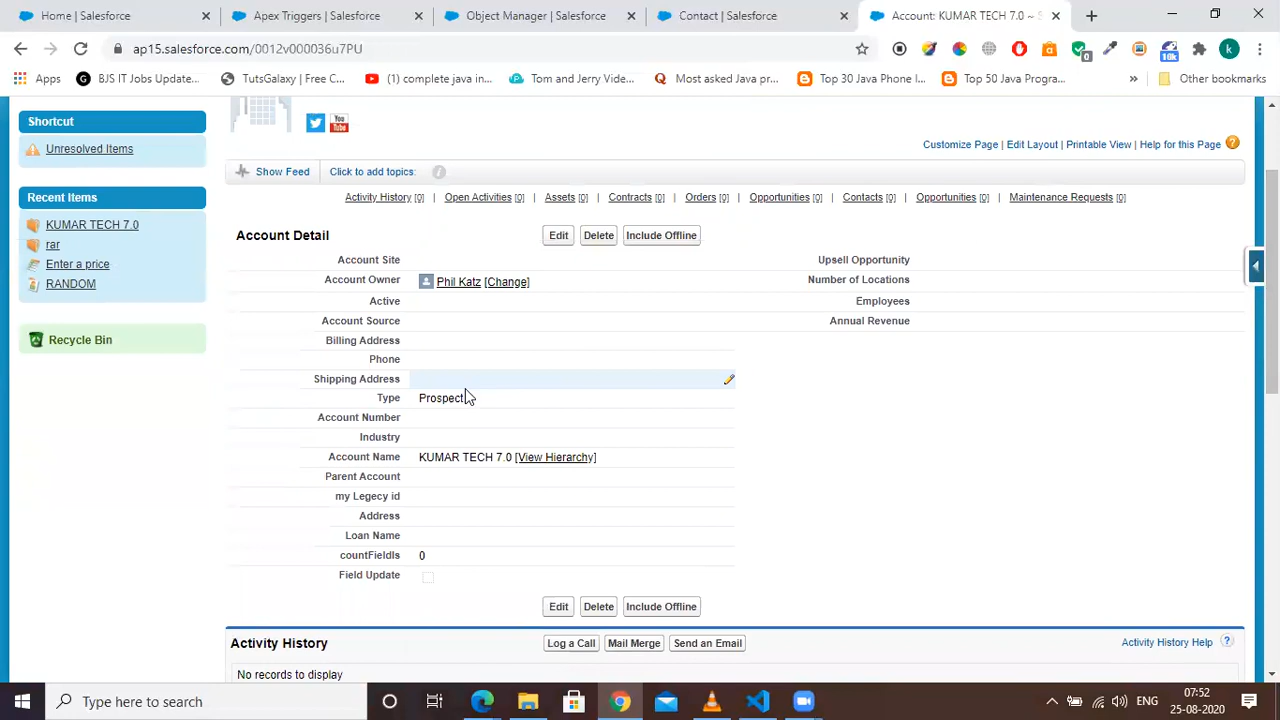 Home | Salesforce
Apex Triggers | Salesforce
Object Manager | Salesforce
Contact | Salesforce
Account: KUMAR TECH 7.0 ~ S
ap15.salesforce.com/0012v000036u7PU
k
10k
0
Apps
BJS IT Jobs Update...
TutsGalaxy | Free C...
(1) complete java in...
Tom and Jerry Vide...
Most asked Java pr...
Top 30 Java Phone I...
Top 50 Java Progra...
»
Other bookmarks
Shortcut
Unresolved Items
Recent Items
KUMAR TECH 7.0
rar
Enter a price
RANDOM
Recycle Bin
You Tube
Customize Page | Edit Layout | Printable View | Help for this Page ?
Show Feed
Click to add topics: i
Activity History [0] | Open Activities [0] | Assets [0] | Contracts [0] | Orders [0] | Opportunities [0] | Contacts [0] | Opportunities [0] | Maintenance Requests [0]
Account Detail
Edit Delete Include Offline
Account Site
Upsell Opportunity
Account Owner Phil Katz [Change]
Number of Locations
Active
Employees
Account Source
Annual Revenue
Billing Address
Phone
Shipping Address
Type Prospect
Account Number
Industry
Account Name KUMAR TECH 7.0 [View Hierarchy]
Parent Account
my Legacy id
Address
Loan Name
countFieldIs 0
Field Update
Edit Delete Include Offline
Activity History
Log a Call Mail Merge Send an Email
Activity History Help ?
No records to display
Type here to search
ENG
07:52
25-08-2020